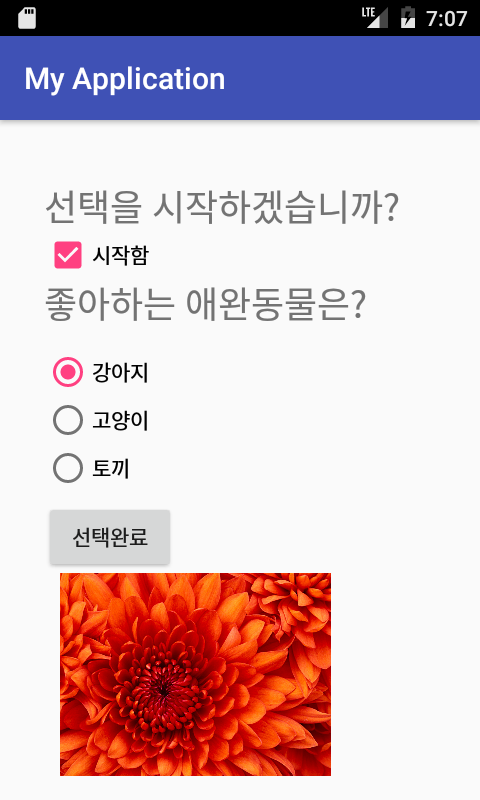 LTE 7:07
My Application
선택을 시작하겠습니까?
시작함
좋아하는 애완동물은?
강아지
고양이
토끼
선택완료